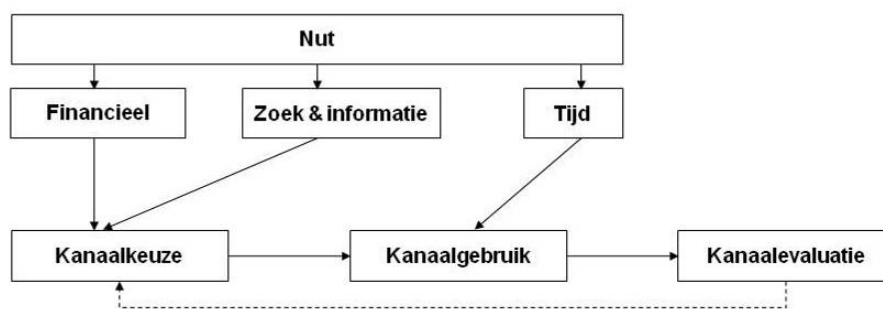 Nut
Financieel
Zoek & informatie
Tijd
Kanaalkeuze
Kanaalgebruik
Kanaalevaluatie